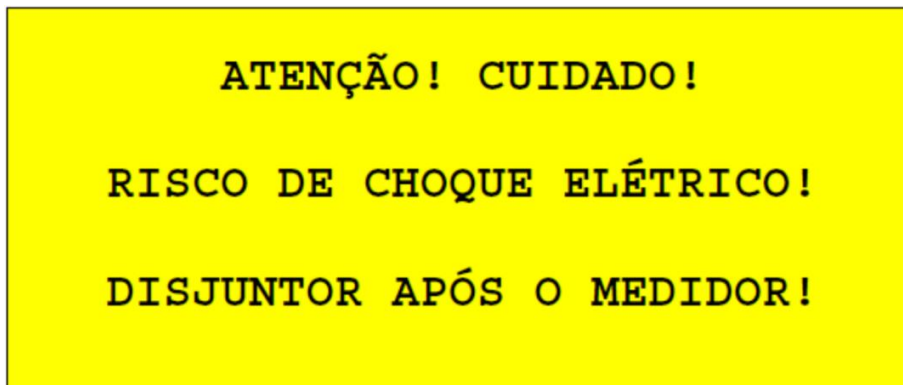 ATENÇÃO! CUIDADO!
RISCO DE CHOQUE ELÉTRICO!
DISJUNTOR APÓS O MEDIDOR!